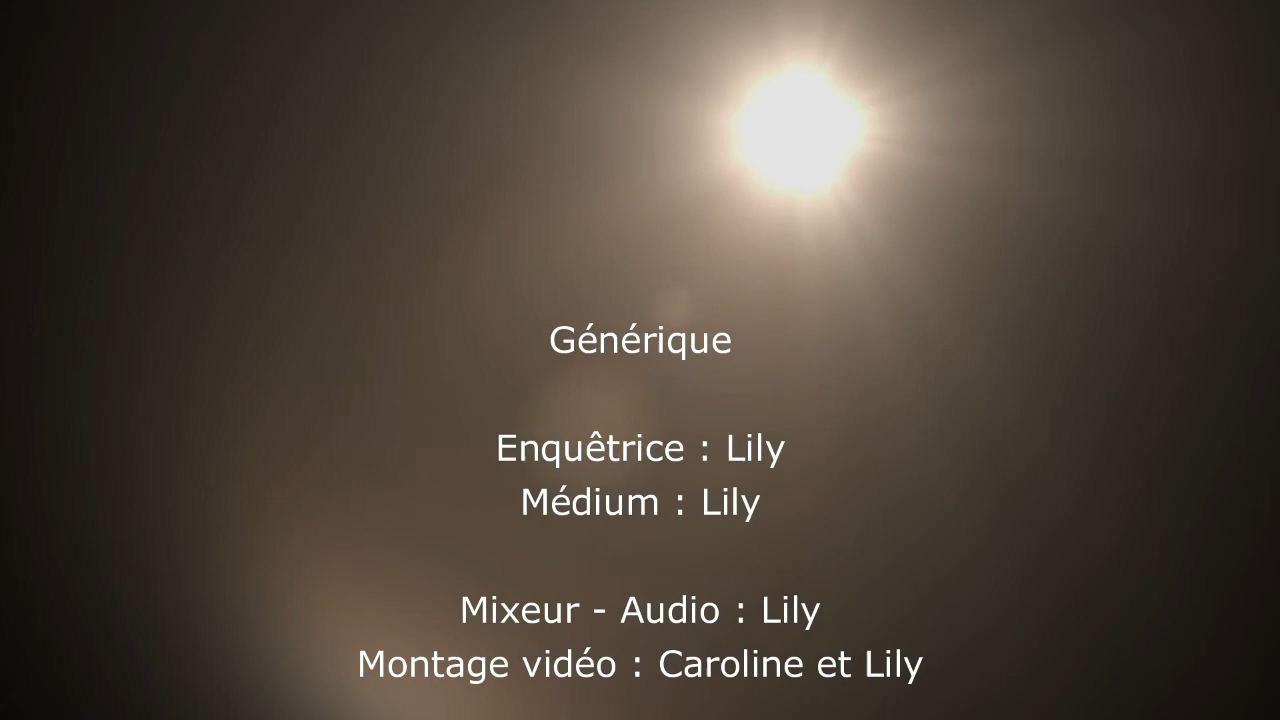 Générique
Enquêtrice : Lily
Médium : Lily
Mixeur - Audio : Lily
Montage vidéo : Caroline et Lily